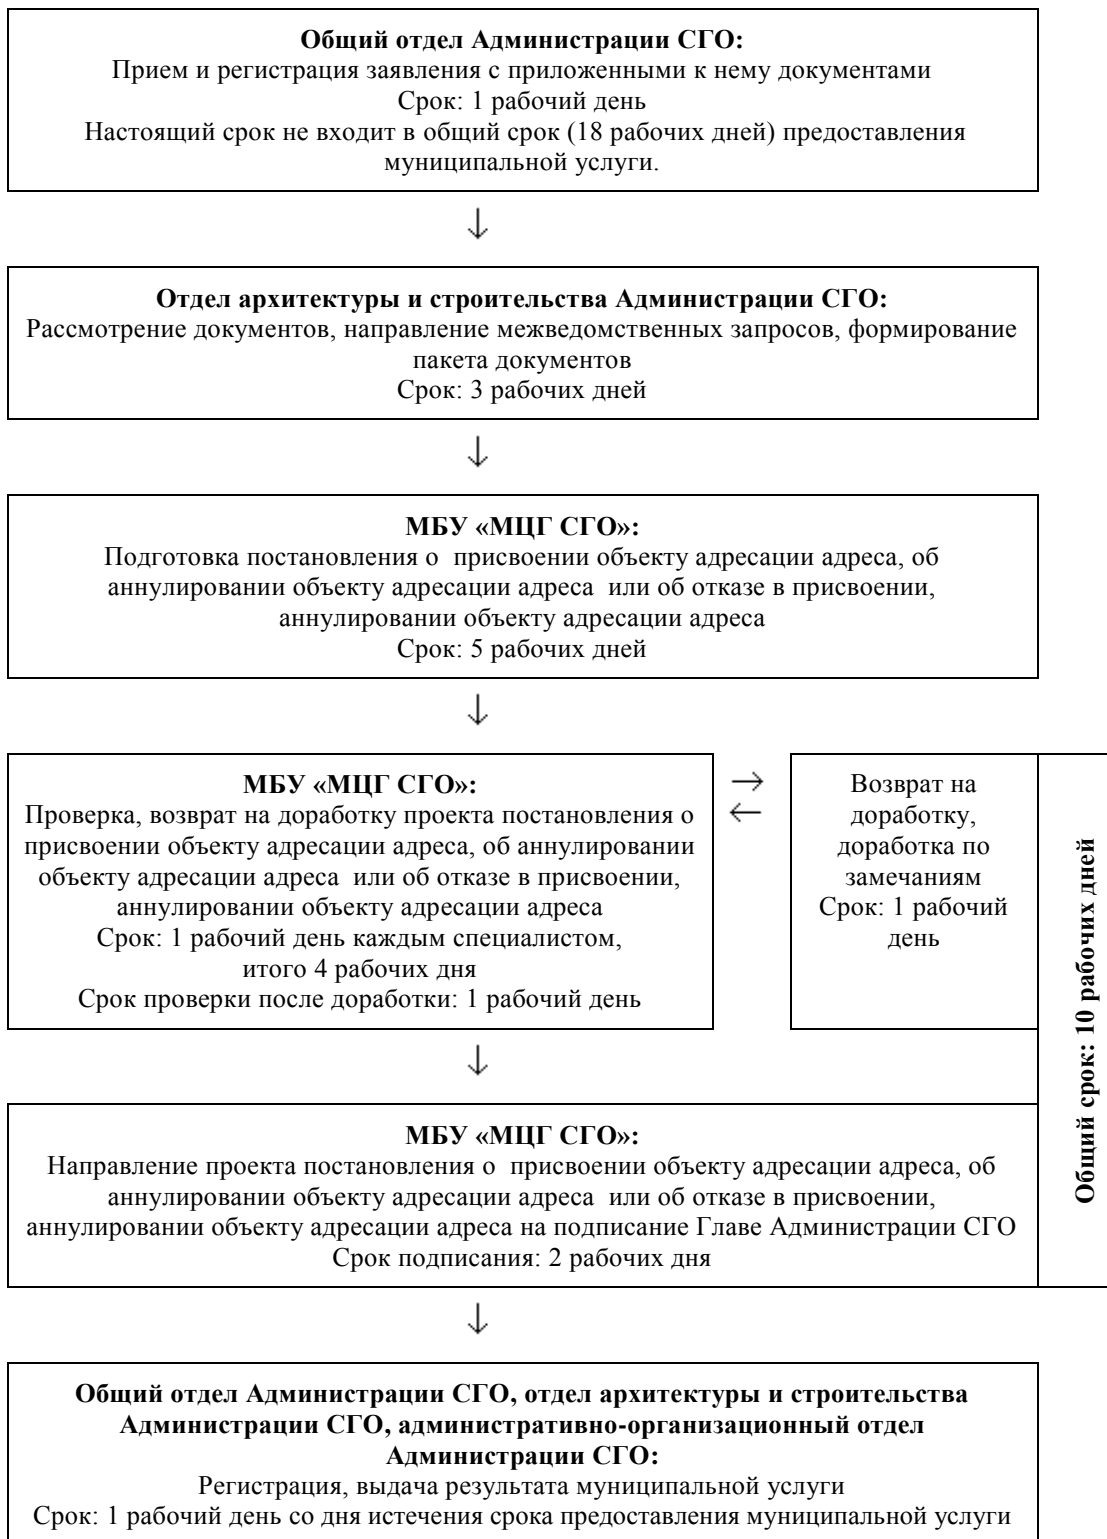 Общий отдел Администрации СГО:
Прием и регистрация заявления с приложенными к нему документами
Срок: 1 рабочий день
Настоящий срок не входит в общий срок (18 рабочих дней) предоставления
муниципальной услуги.
↓
Отдел архитектуры и строительства Администрации СГО:
Рассмотрение документов, направление межведомственных запросов, формирование
пакета документов
Срок: 3 рабочих дней
↓
МБУ «МЦГ СГО»:
Подготовка постановления о присвоении объекту адресации адреса, об
аннулировании объекту адресации адреса или об отказе в присвоении,
аннулировании объекту адресации адреса
Срок: 5 рабочих дней
↓
МБУ «МЦГ СГО»:
Проверка, возврат на доработку проекта постановления о
присвоении объекту адресации адреса, об аннулировании
объекту адресации адреса или об отказе в присвоении,
аннулировании объекту адресации адреса
Срок: 1 рабочий день каждым специалистом,
итого 4 рабочих дня
Срок проверки после доработки: 1 рабочий день
→
←
Возврат на
доработку,
доработка по
замечаниям
Срок: 1 рабочий
день
Общий срок: 10 рабочих дней
↓
МБУ «МЦГ СГО»:
Направление проекта постановления о присвоении объекту адресации адреса, об
аннулировании объекту адресации адреса или об отказе в присвоении,
аннулировании объекту адресации адреса на подписание Главе Администрации СГО
Срок подписания: 2 рабочих дня
↓
Общий отдел Администрации СГО, отдел архитектуры и строительства
Администрации СГО, административно-организационный отдел
Администрации СГО:
Регистрация, выдача результата муниципальной услуги
Срок: 1 рабочий день со дня истечения срока предоставления муниципальной услуги